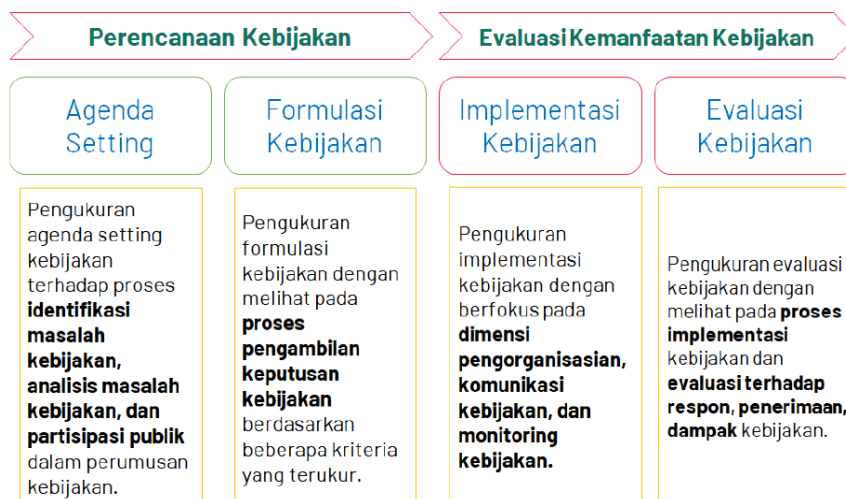 Perencanaan Kebijakan
Evaluasi Kemanfaatan Kebijakan
Agenda
Setting
Formulasi
Kebijakan
Implementasi
Kebijakan
Evaluasi
Kebijakan
Pengukuran
agenda setting
kebijakan
terhadap proses
identifikasi
masalah
kebijakan,
analisis masalah
kebijakan, dan
partisipasi publik
dalam perumusan
kebijakan.
Pengukuran
formulasi
kebijakan dengan
melihat pada
proses
pengambilan
keputusan
kebijakan
berdasarkan
beberapa kriteria
yang terukur.
Pengukuran
implementasi
kebijakan dengan
berfokus pada
dimensi
pengorganisasian,
komunikasi
kebijakan, dan
monitoring
kebijakan.
Pengukuran evaluasi
kebijakan dengan
melihat pada proses
implementasi
kebijakan dan
evaluasi terhadap
respon, penerimaan,
dampak kebijakan.